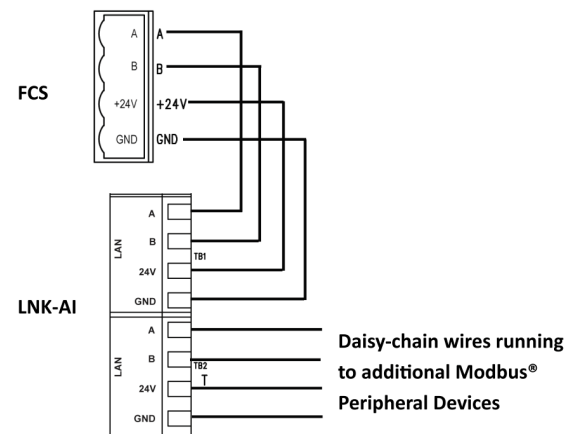 FCS
A A
B B
+24V +24V
GND GND
LNK-AI
LAN
A
B
TB1
24V
GND
LAN
A
B
TB2
T
24V
GND
Daisy-chain wires running
to additional Modbus®
Peripheral Devices